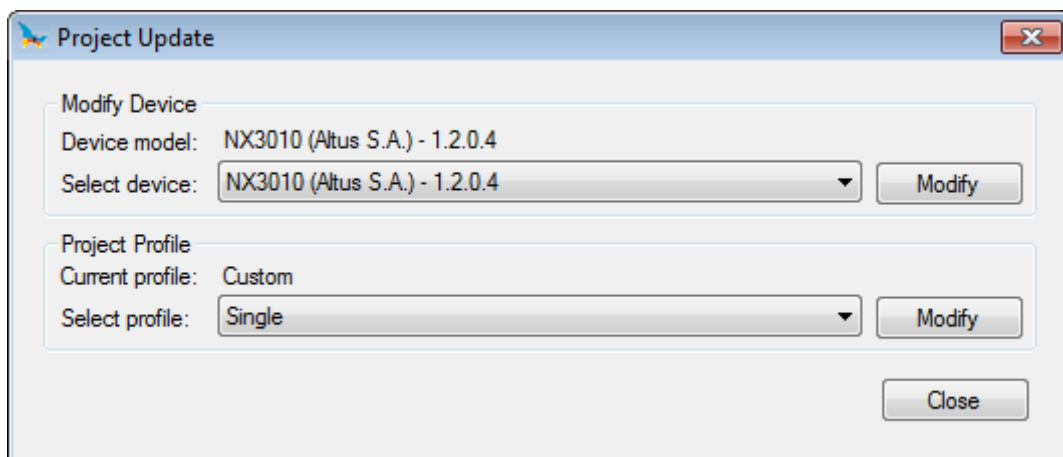 Project Update
Modify Device
Device model: NX3010 (Altus S.A.) - 1.2.0.4
Select device: NX3010 (Altus S.A.) - 1.2.0.4 Modify
Project Profile
Current profile: Custom
Select profile: Single Modify
Close